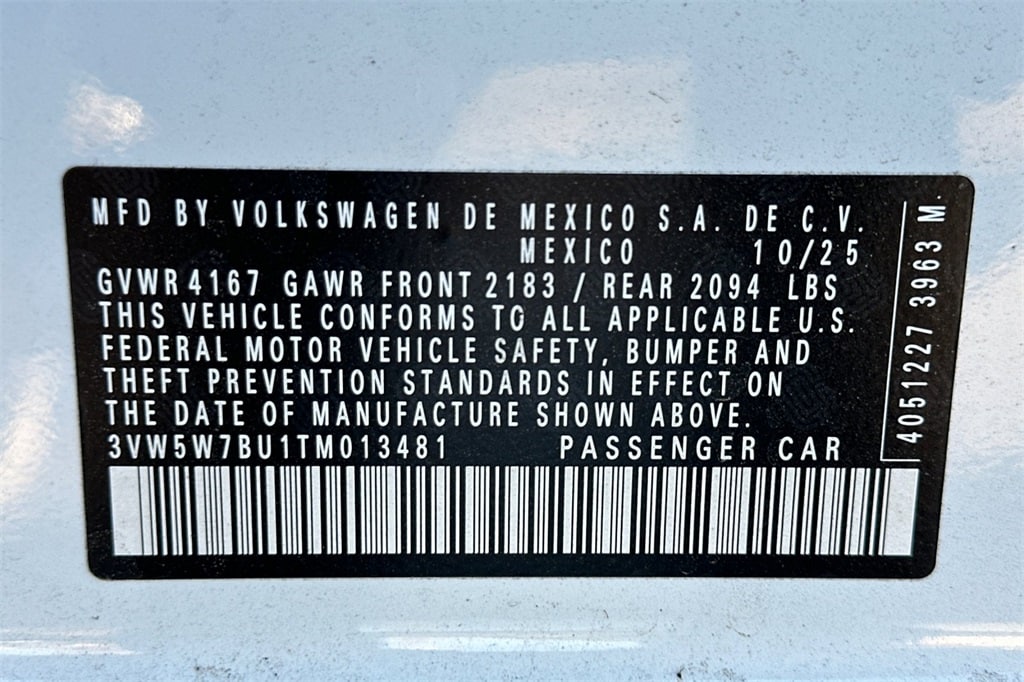 MFD BY VOLKSWAGEN DE MEXICO S.A. DE C.V.
MEXICO 10/25
GVWR 4167 GAWR FRONT 2183 / REAR 2094 LBS
THIS VEHICLE CONFORMS TO ALL APPLICABLE U.S.
FEDERAL MOTOR VEHICLE SAFETY, BUMPER AND
THEFT PREVENTION STANDARDS IN EFFECT ON
THE DATE OF MANUFACTURE SHOWN ABOVE.
3VW5W7BU1TM013481 PASSENGER CAR
4051227 3963 M.